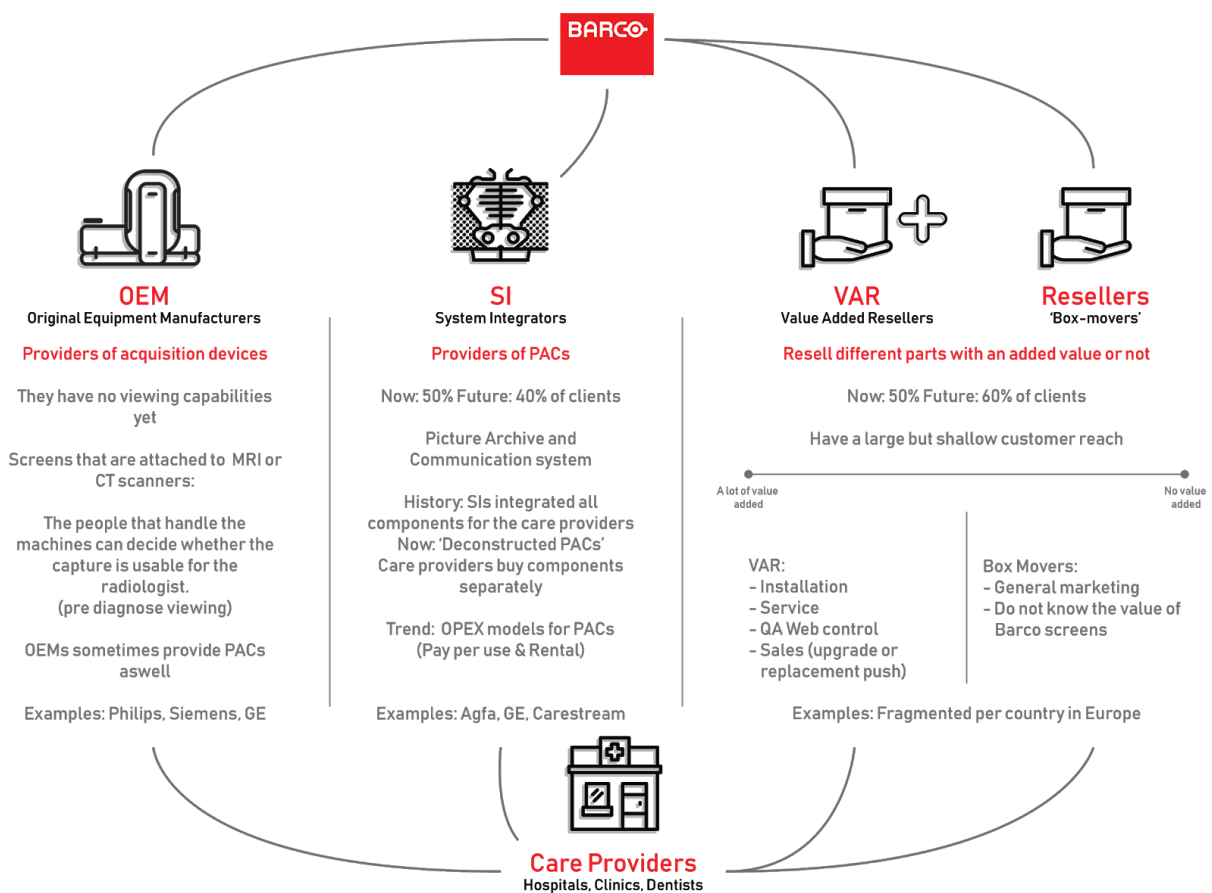 BARCO
OEM
Original Equipment Manufacturers
Providers of acquisition devices
They have no viewing capabilities
yet
Screens that are attached to MRI or
CT scanners:
The people that handle the
machines can decide whether the
capture is usable for the
radiologist.
(pre diagnose viewing)
OEMs sometimes provide PACs
aswell
Examples: Philips, Siemens, GE
SI
System Integrators
Providers of PACs
Now: 50% Future: 40% of clients
Picture Archive and
Communication system
History: SIs integrated all
components for the care providers
Now: ‘Deconstructed PACs’
Care providers buy components
separately
Trend: OPEX models for PACs
(Pay per use & Rental)
Examples: Agfa, GE, Carestream
VAR
Value Added Resellers
Resellers
‘Box-movers’
Resell different parts with an added value or not
Now: 50% Future: 60% of clients
Have a large but shallow customer reach
A lot of value
added
No value
added
VAR:
- Installation
- Service
- QA Web control
- Sales (upgrade or
replacement push)
Box Movers:
- General marketing
- Do not know the value of
Barco screens
Examples: Fragmented per country in Europe
Care Providers
Hospitals, Clinics, Dentists